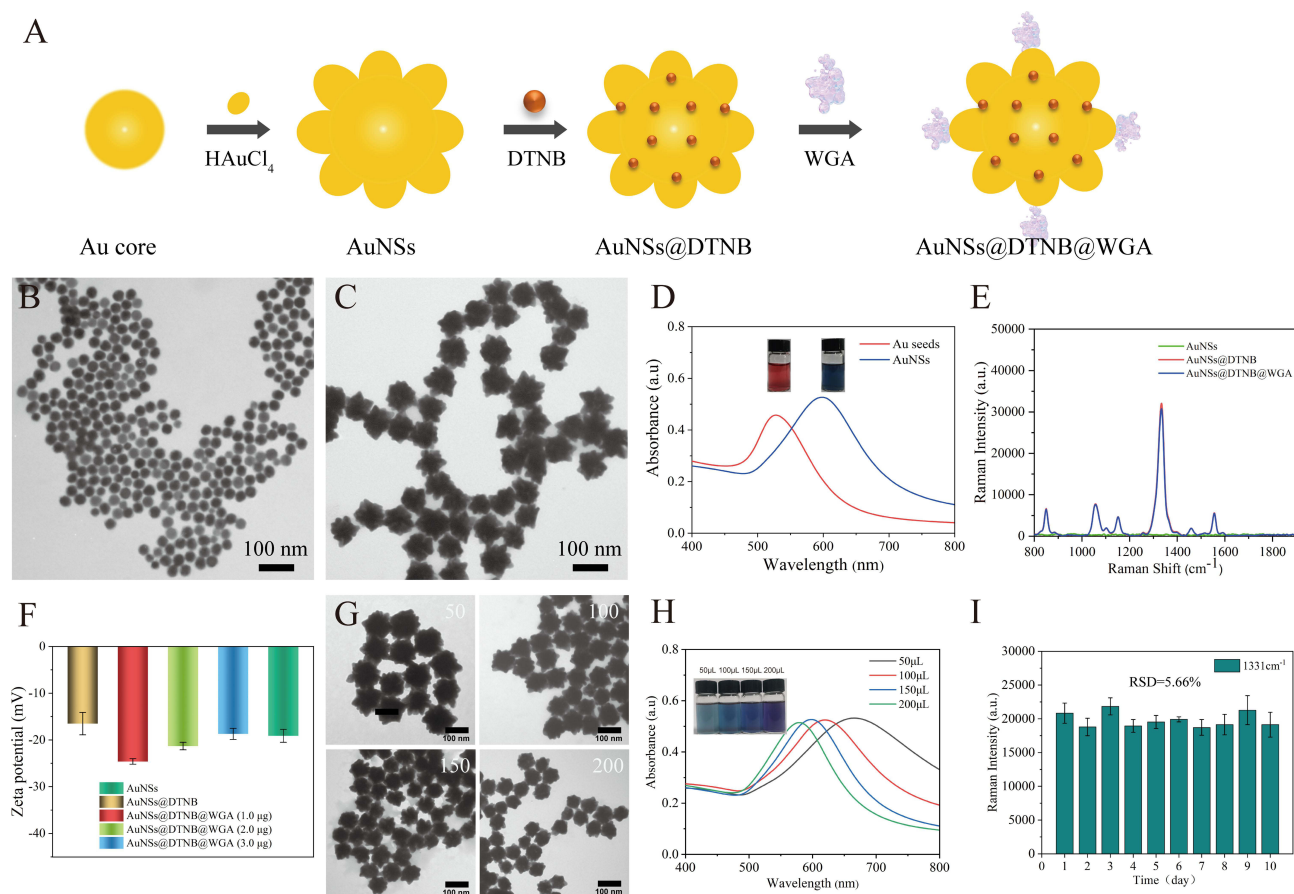 A
HAuCl4
DTNB
WGA
Au core
AuNSs
AuNSs@DTNB
AuNSs@DTNB@WGA
B
100 nm
C
100 nm
D
0.8
0.6
0.4
0.2
0.0
Au seeds
AuNSs
Absorbance (a.u)
400
500
600
700
800
Wavelength (nm)
E
50000
40000
30000
20000
10000
0
AuNSs
AuNSs@DTNB
AuNSs@DTNB@WGA
Raman Intensity (a.u.)
800
1000
1200
1400
1600
1800
Raman Shift (cm-1)
F
0
-10
-20
-30
-40
Zeta potential (mV)
AuNSs
AuNSs@DTNB
AuNSs@DTNB@WGA (1.0 μg)
AuNSs@DTNB@WGA (2.0 μg)
AuNSs@DTNB@WGA (3.0 μg)
G
50
100 nm
100
100 nm
150
100 nm
200
100 nm
H
0.8
0.6
0.4
0.2
0.0
Absorbance (a.u)
50μL 100μL 150μL 200μL
50μL
100μL
150μL
200μL
400
500
600
700
800
Wavelength (nm)
I
30000
25000
20000
15000
10000
5000
0
Raman Intensity (a.u.)
1331cm-1
RSD=5.66%
0 1 2 3 4 5 6 7 8 9 10
Time (day)